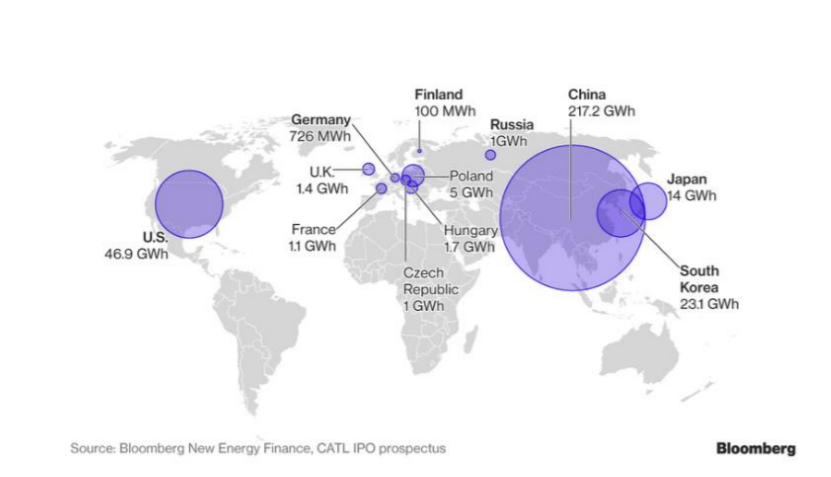 Finland
100 MWh
China
217.2 GWh
Germany
726 MWh
Russia
1GWh
U.K.
1.4 GWh
Poland
5 GWh
Japan
14 GWh
France
1.1 GWh
Hungary
1.7 GWh
U.S.
46.9 GWh
Czech
Republic
1 GWh
South
Korea
23.1 GWh
Source: Bloomberg New Energy Finance, CATL IPO prospectus
Bloomberg